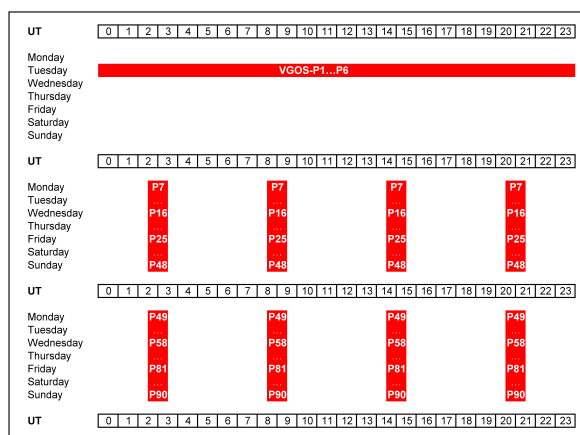 UT 0 1 2 3 4 5 6 7 8 9 10 11 12 13 14 15 16 17 18 19 20 21 22 23
Monday
Tuesday VGOS-P1...P6
Wednesday
Thursday
Friday
Saturday
Sunday
UT 0 1 2 3 4 5 6 7 8 9 10 11 12 13 14 15 16 17 18 19 20 21 22 23
Monday P7 P7 P7 P7
Tuesday ... ... ... ...
Wednesday P16 P16 P16 P16
Thursday ... ... ... ...
Friday P25 P25 P25 P25
Saturday ... ... ... ...
Sunday P48 P48 P48 P48
UT 0 1 2 3 4 5 6 7 8 9 10 11 12 13 14 15 16 17 18 19 20 21 22 23
Monday P49 P49 P49 P49
Tuesday ... ... ... ...
Wednesday P58 P58 P58 P58
Thursday ... ... ... ...
Friday P81 P81 P81 P81
Saturday ... ... ... ...
Sunday P90 P90 P90 P90
UT 0 1 2 3 4 5 6 7 8 9 10 11 12 13 14 15 16 17 18 19 20 21 22 23